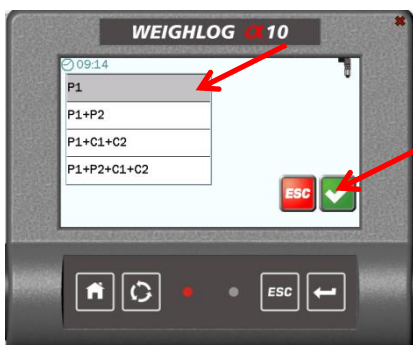 WEIGHLOG α10
09:14
P1
P1+P2
P1+C1+C2
P1+P2+C1+C2
ESC
ESC